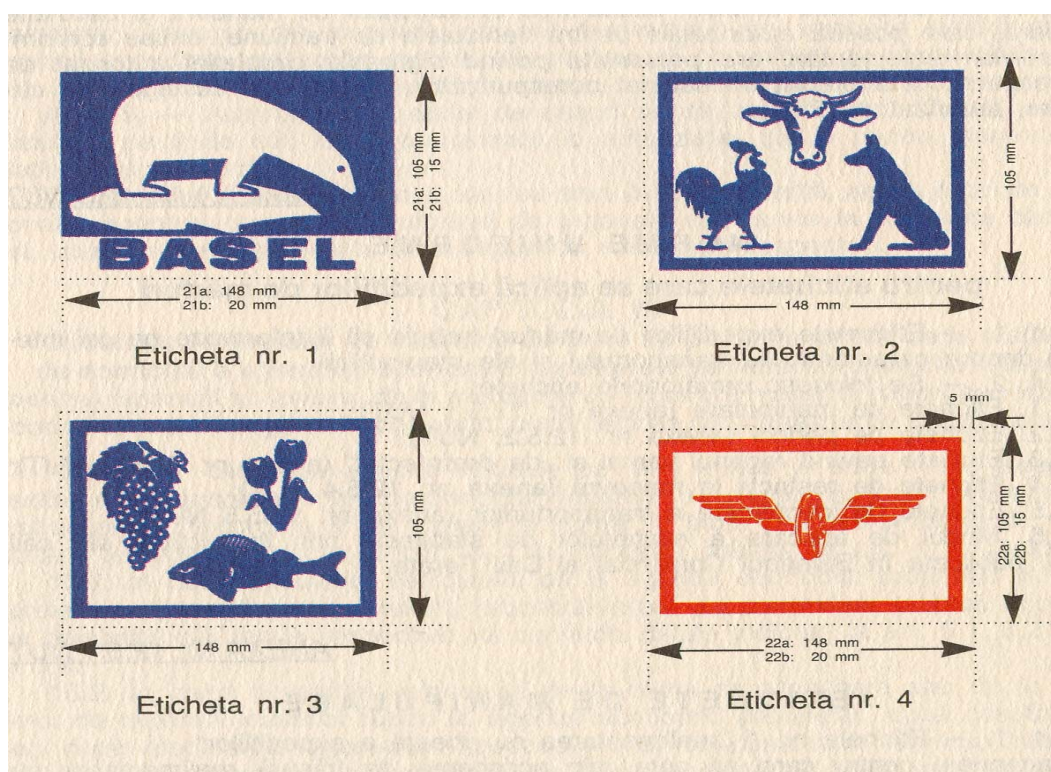 BASEL
21a: 105 mm
21b: 15 mm
21a: 148 mm
21b: 20 mm
Eticheta nr. 1
105 mm
148 mm
Eticheta nr. 2
105 mm
148 mm
Eticheta nr. 3
5 mm
22a: 105 mm
22b: 15 mm
22a: 148 mm
22b: 20 mm
Eticheta nr. 4